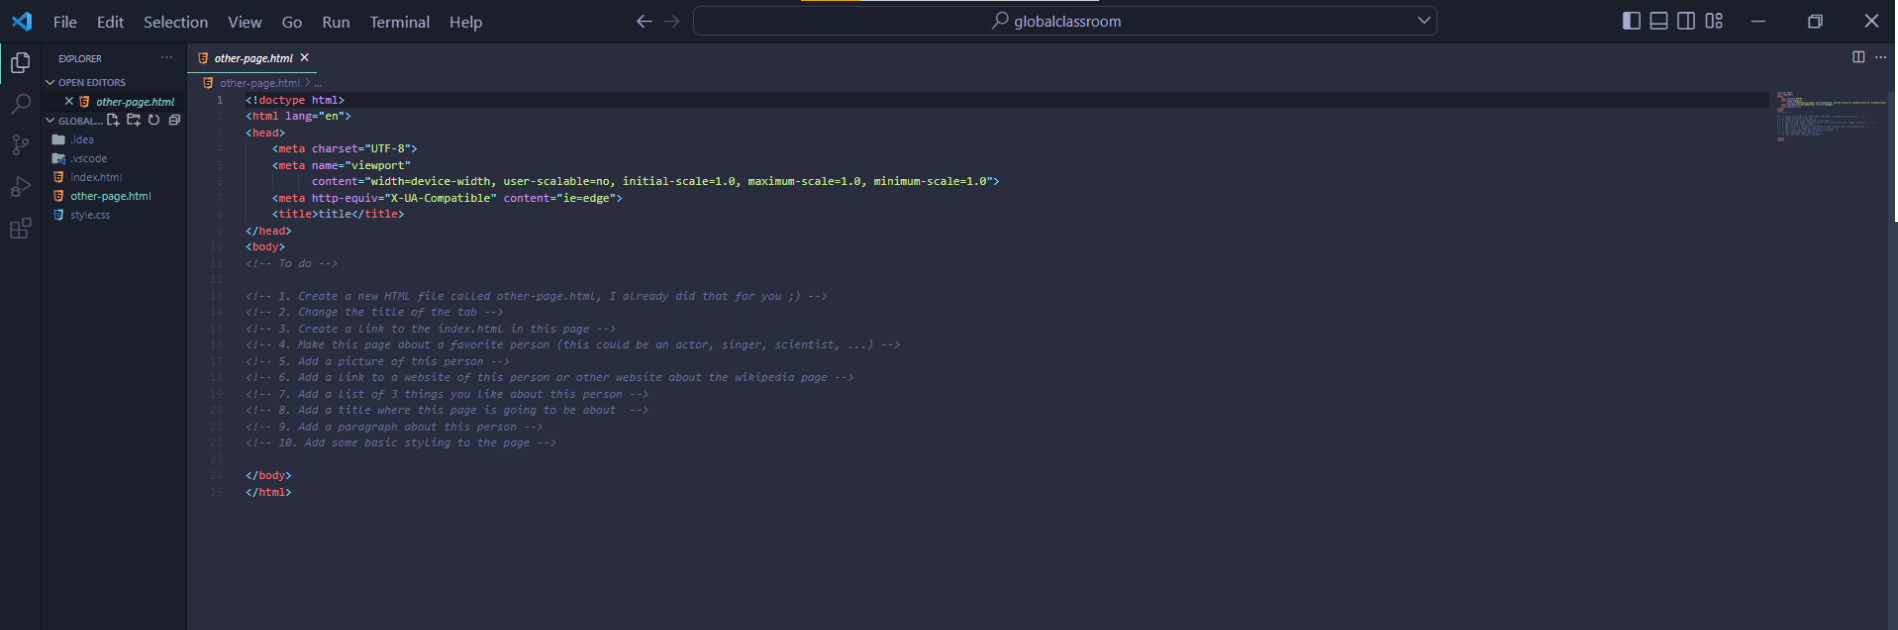 File Edit Selection View Go Run Terminal Help
globalclassroom
EXPLORER
OPEN EDITORS
other-page.html
GLOBAL...
.idea
.vscode
index.html
other-page.html
style.css
other-page.html
other-page.html > ...
1 <!doctype html>
2 <html lang="en">
3 <head>
4 <meta charset="UTF-8">
5 <meta name="viewport"
6 content="width=device-width, user-scalable=no, initial-scale=1.0, maximum-scale=1.0, minimum-scale=1.0">
7 <meta http-equiv="X-UA-Compatible" content="ie=edge">
8 <title>title</title>
9 </head>
10 <body>
11 <!-- To do -->
12
13 <!-- 1. Create a new HTML file called other-page.html, I already did that for you ;) -->
14 <!-- 2. Change the title of the tab -->
15 <!-- 3. Create a link to the index.html in this page -->
16 <!-- 4. Make this page about a favorite person (this could be an actor, singer, scientist, ...) -->
17 <!-- 5. Add a picture of this person -->
18 <!-- 6. Add a link to a website of this person or other website about the wikipedia page -->
19 <!-- 7. Add a list of 3 things you like about this person -->
20 <!-- 8. Add a title where this page is going to be about  -->
21 <!-- 9. Add a paragraph about this person -->
22 <!-- 10. Add some basic styling to the page -->
23
24 </body>
25 </html>